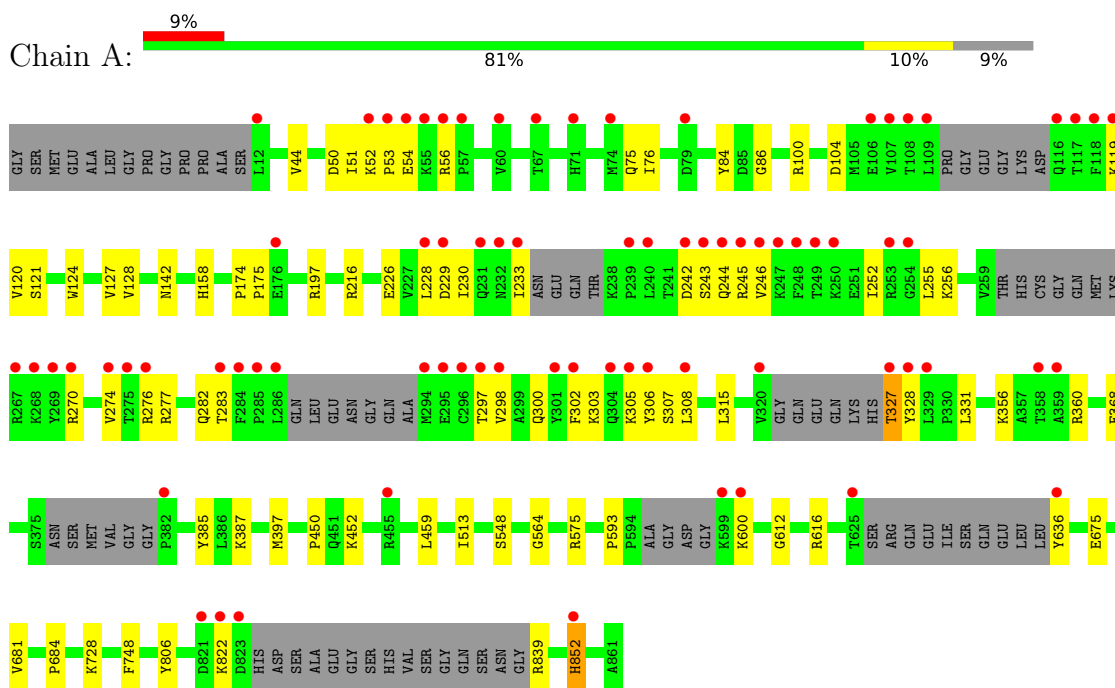 9%
Chain A:
81% 10% 9%
GLY SER MET GLU ALA LEU GLY PRO GLY PRO PRO ALA SER L12 V44 D50 I51 K52 P53 E54 K55 R56 P57 V60 T67 H71 M74 Q75 I76 D79 Y84 D85 G86 R100 D104 M105 E106 V107 T108 L109 PRO GLY GLU GLY LYS ASP Q116 T117 F118 K119
V120 S121 W124 V127 V128 N142 H158 P174 P175 E176 R197 R216 E226 V227 L228 D229 I230 Q231 N232 I233 ASN GLU GLN THR K238 P239 L240 T241 D242 S243 Q244 R245 V246 K247 F248 T249 K250 E251 I252 R253 G254 L255 K256 V259 THR HIS CYS GLY GLN MET LYS
R267 K268 Y269 R270 V274 T275 R276 R277 Q282 T283 F284 P285 L286 GLN LEU GLU ASN GLY GLN ALA M294 E295 C296 T297 V298 A299 Q300 Y301 F302 K303 Q304 K305 Y306 S307 L308 L315 V320 GLY GLN GLU GLN LYS HIS T327 Y328 L329 P330 L331 K356 A357 T358 A359 R360 F368
S375 ASN SER MET VAL GLY GLY P382 Y385 L386 K387 M397 P450 Q451 K452 R455 L459 I513 S548 G564 R575 P593 P594 ALA GLY ASP GLY K599 K600 G612 R616 T625 SER ARG GLN GLU ILE SER GLN GLU LEU LEU Y636 E675
V681 P684 K728 F748 Y806 D821 K822 D823 HIS ASP SER ALA GLU GLY SER HIS VAL SER GLY GLN SER ASN GLY R839 H852 A861